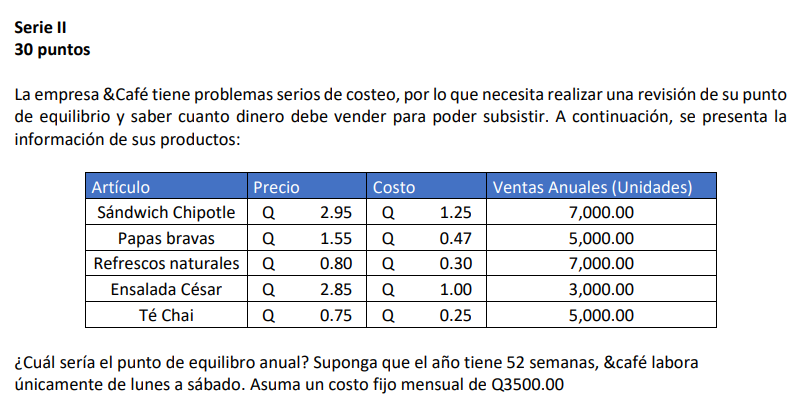 Serie II
30 puntos
La empresa &Café tiene problemas serios de costeo, por lo que necesita realizar una revisión de su punto
de equilibrio y saber cuanto dinero debe vender para poder subsistir. A continuación, se presenta la
información de sus productos:
Artículo Precio Costo Ventas Anuales (Unidades)
Sándwich Chipotle Q 2.95 Q 1.25 7,000.00
Papas bravas Q 1.55 Q 0.47 5,000.00
Refrescos naturales Q 0.80 Q 0.30 7,000.00
Ensalada César Q 2.85 Q 1.00 3,000.00
Té Chai Q 0.75 Q 0.25 5,000.00
¿Cuál sería el punto de equilibro anual? Suponga que el año tiene 52 semanas, &café labora
únicamente de lunes a sábado. Asuma un costo fijo mensual de Q3500.00